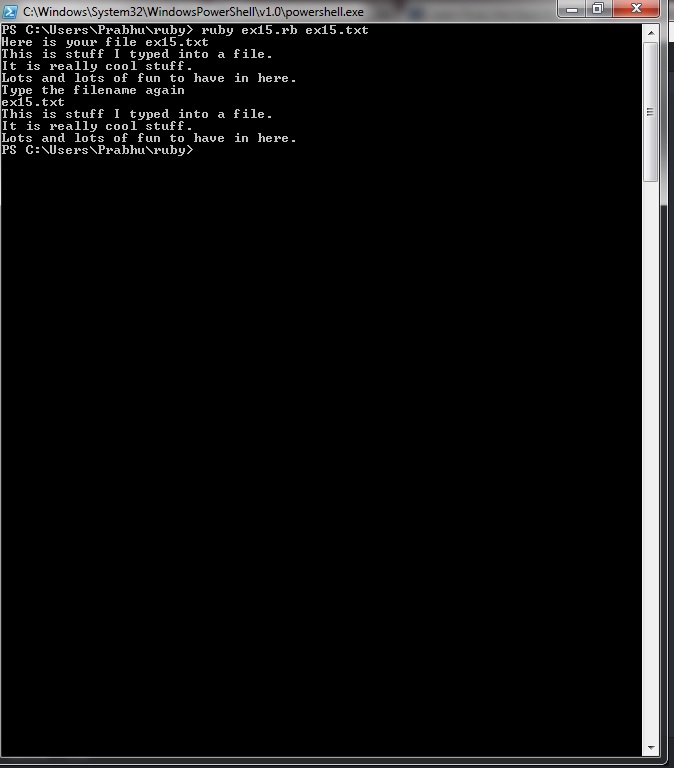 C:\Windows\System32\WindowsPowerShell\v1.0\powershell.exe
PS C:\Users\Prabhu\ruby> ruby ex15.rb ex15.txt
Here is your file ex15.txt
This is stuff I typed into a file.
It is really cool stuff.
Lots and lots of fun to have in here.
Type the filename again
ex15.txt
This is stuff I typed into a file.
It is really cool stuff.
Lots and lots of fun to have in here.
PS C:\Users\Prabhu\ruby>